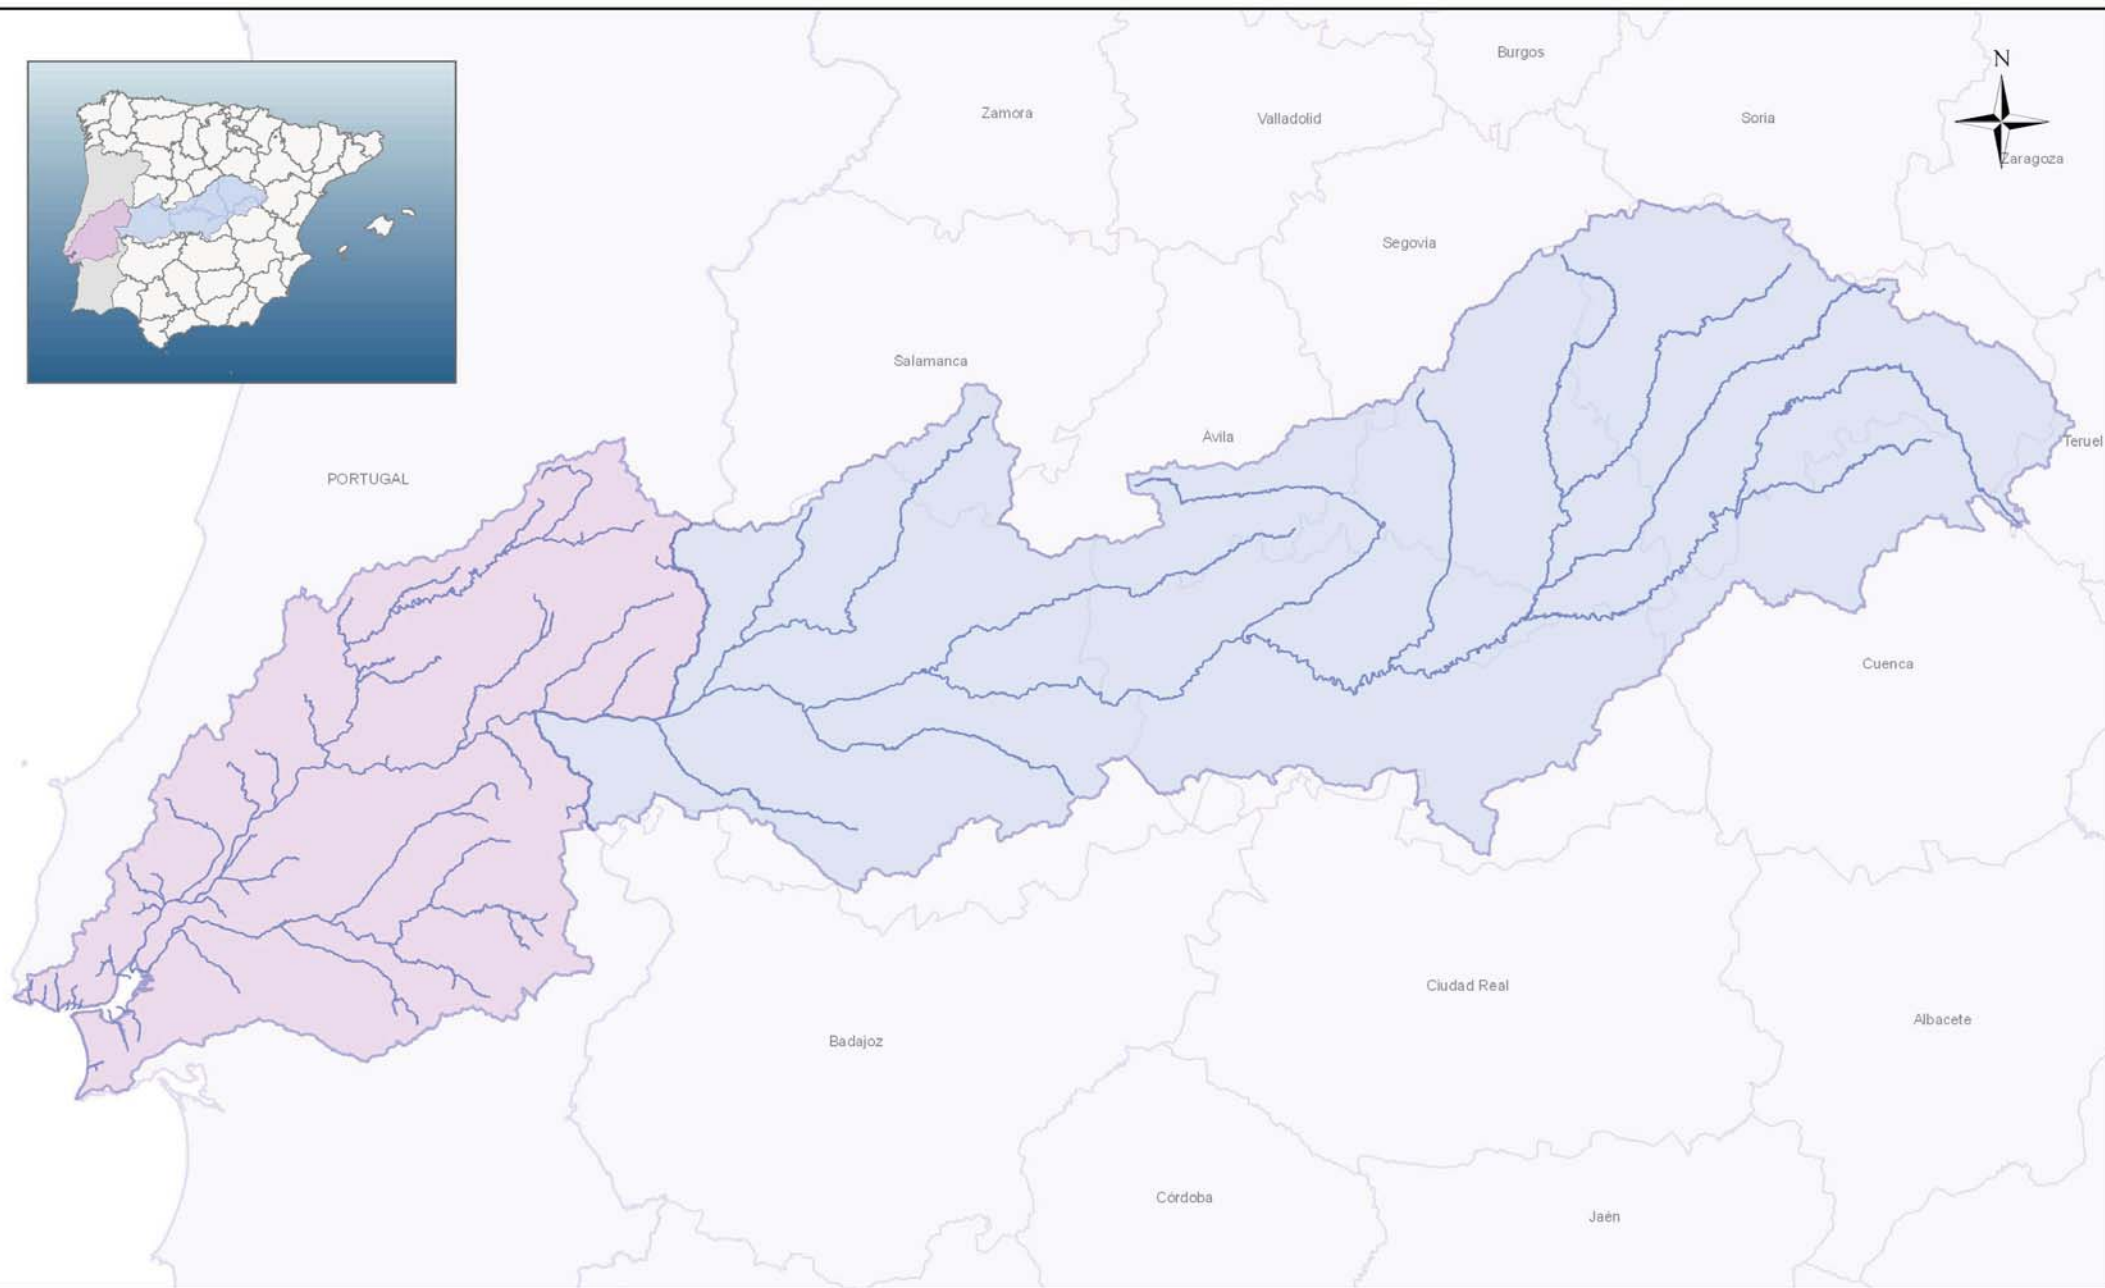 Burgos
N
Zamora
Valladolid
Soria
Zaragoza
Segovia
Salamanca
Avila
Teruel
PORTUGAL
Cuenca
Ciudad Real
Albacete
Badajoz
Córdoba
Jaén